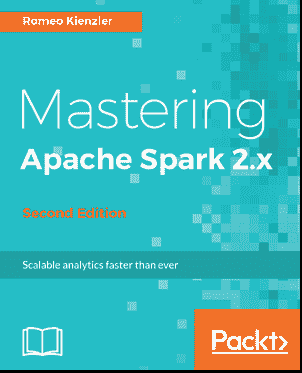 Romeo Kienzler
Mastering
Apache Spark 2.x
Second Edition
Scalable analytics faster than ever
Packt>